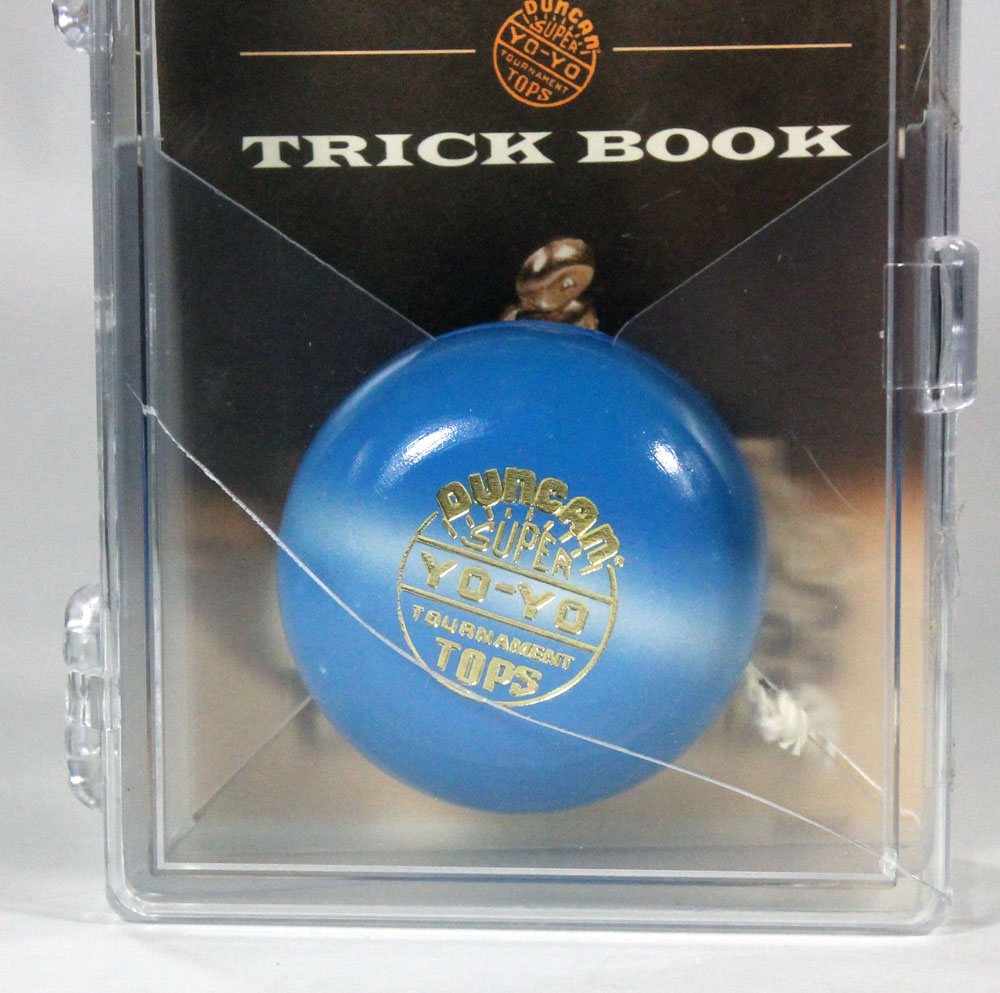 DUNCAN
SUPER
YO-YO
TOURNAMENT
TOPS
TRICK BOOK
DUNCAN
SUPER
YO-YO
TOURNAMENT
TOPS